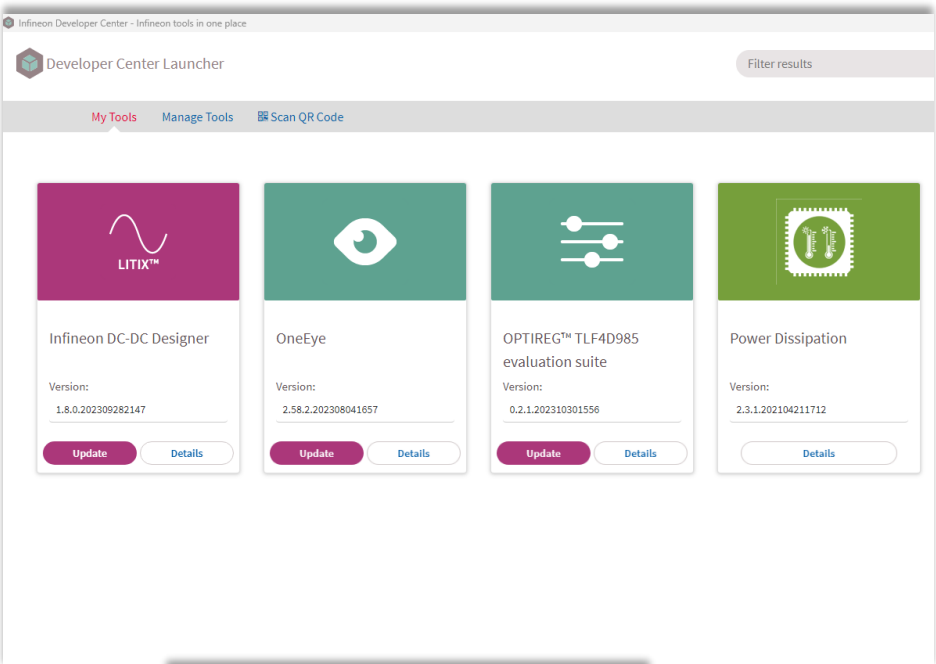 Infineon Developer Center - Infineon tools in one place
Developer Center Launcher
Filter results
My Tools
Manage Tools
Scan QR Code
LITIX™
Infineon DC-DC Designer
Version:
1.8.0.202309282147
Update
Details
OneEye
Version:
2.58.2.202308041657
Update
Details
OPTIREG™ TLF4D985
evaluation suite
Version:
0.2.1.202310301556
Update
Details
Power Dissipation
Version:
2.3.1.202104211712
Details